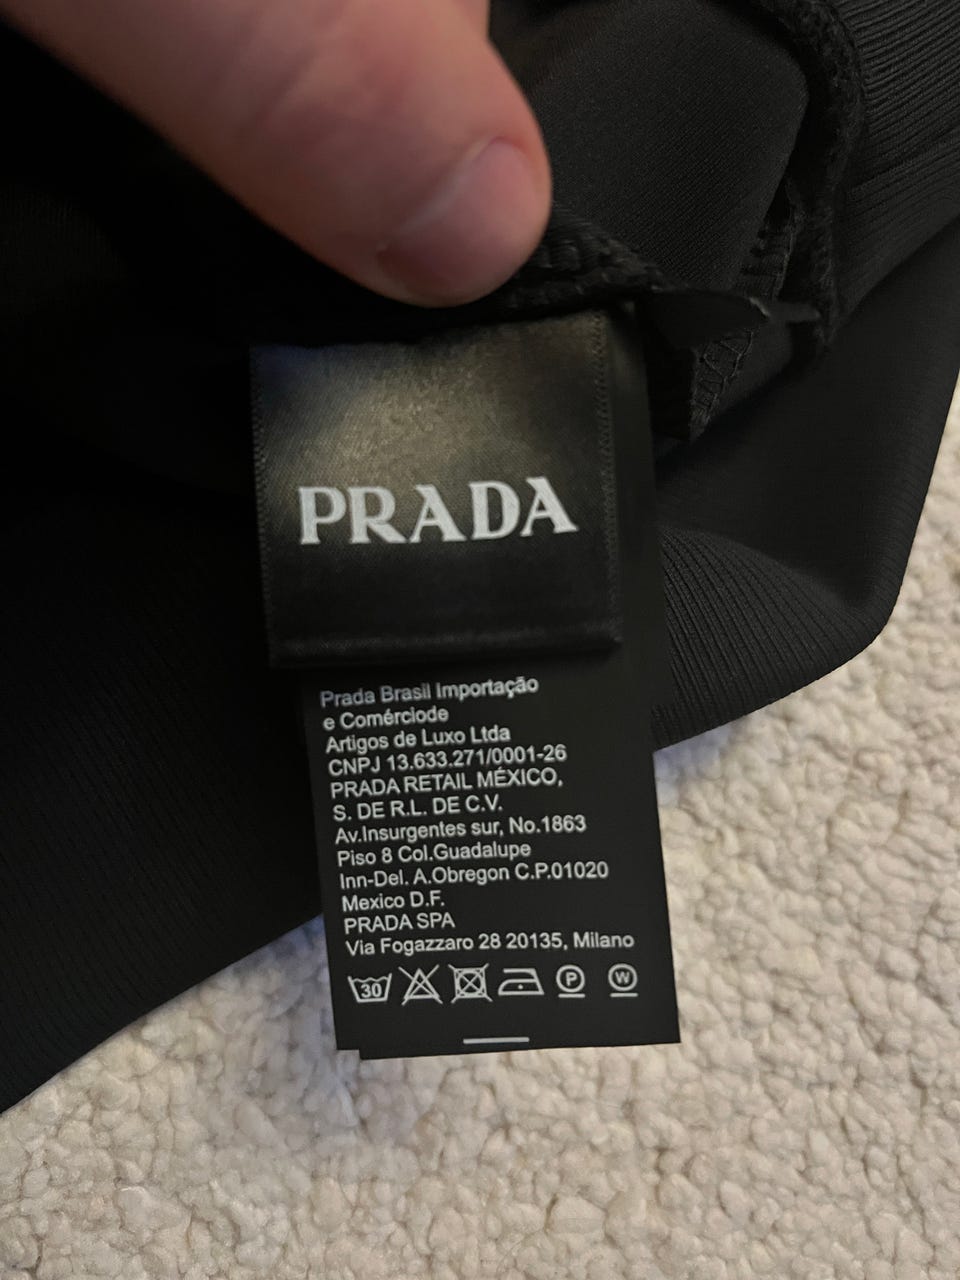 PRADA
Prada Brasil Importação
e Comérciode
Artigos de Luxo Ltda
CNPJ 13.633.271/0001-26
PRADA RETAIL MÉXICO,
S. DE R.L. DE C.V.
Av.Insurgentes sur, No.1863
Piso 8 Col.Guadalupe
Inn-Del. A.Obregon C.P.01020
Mexico D.F.
PRADA SPA
Via Fogazzaro 28 20135, Milano
30 P W